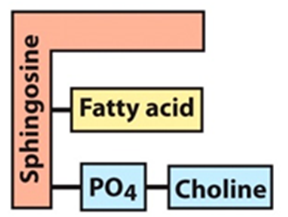 Sphingosine
Fatty acid
PO₄
Choline